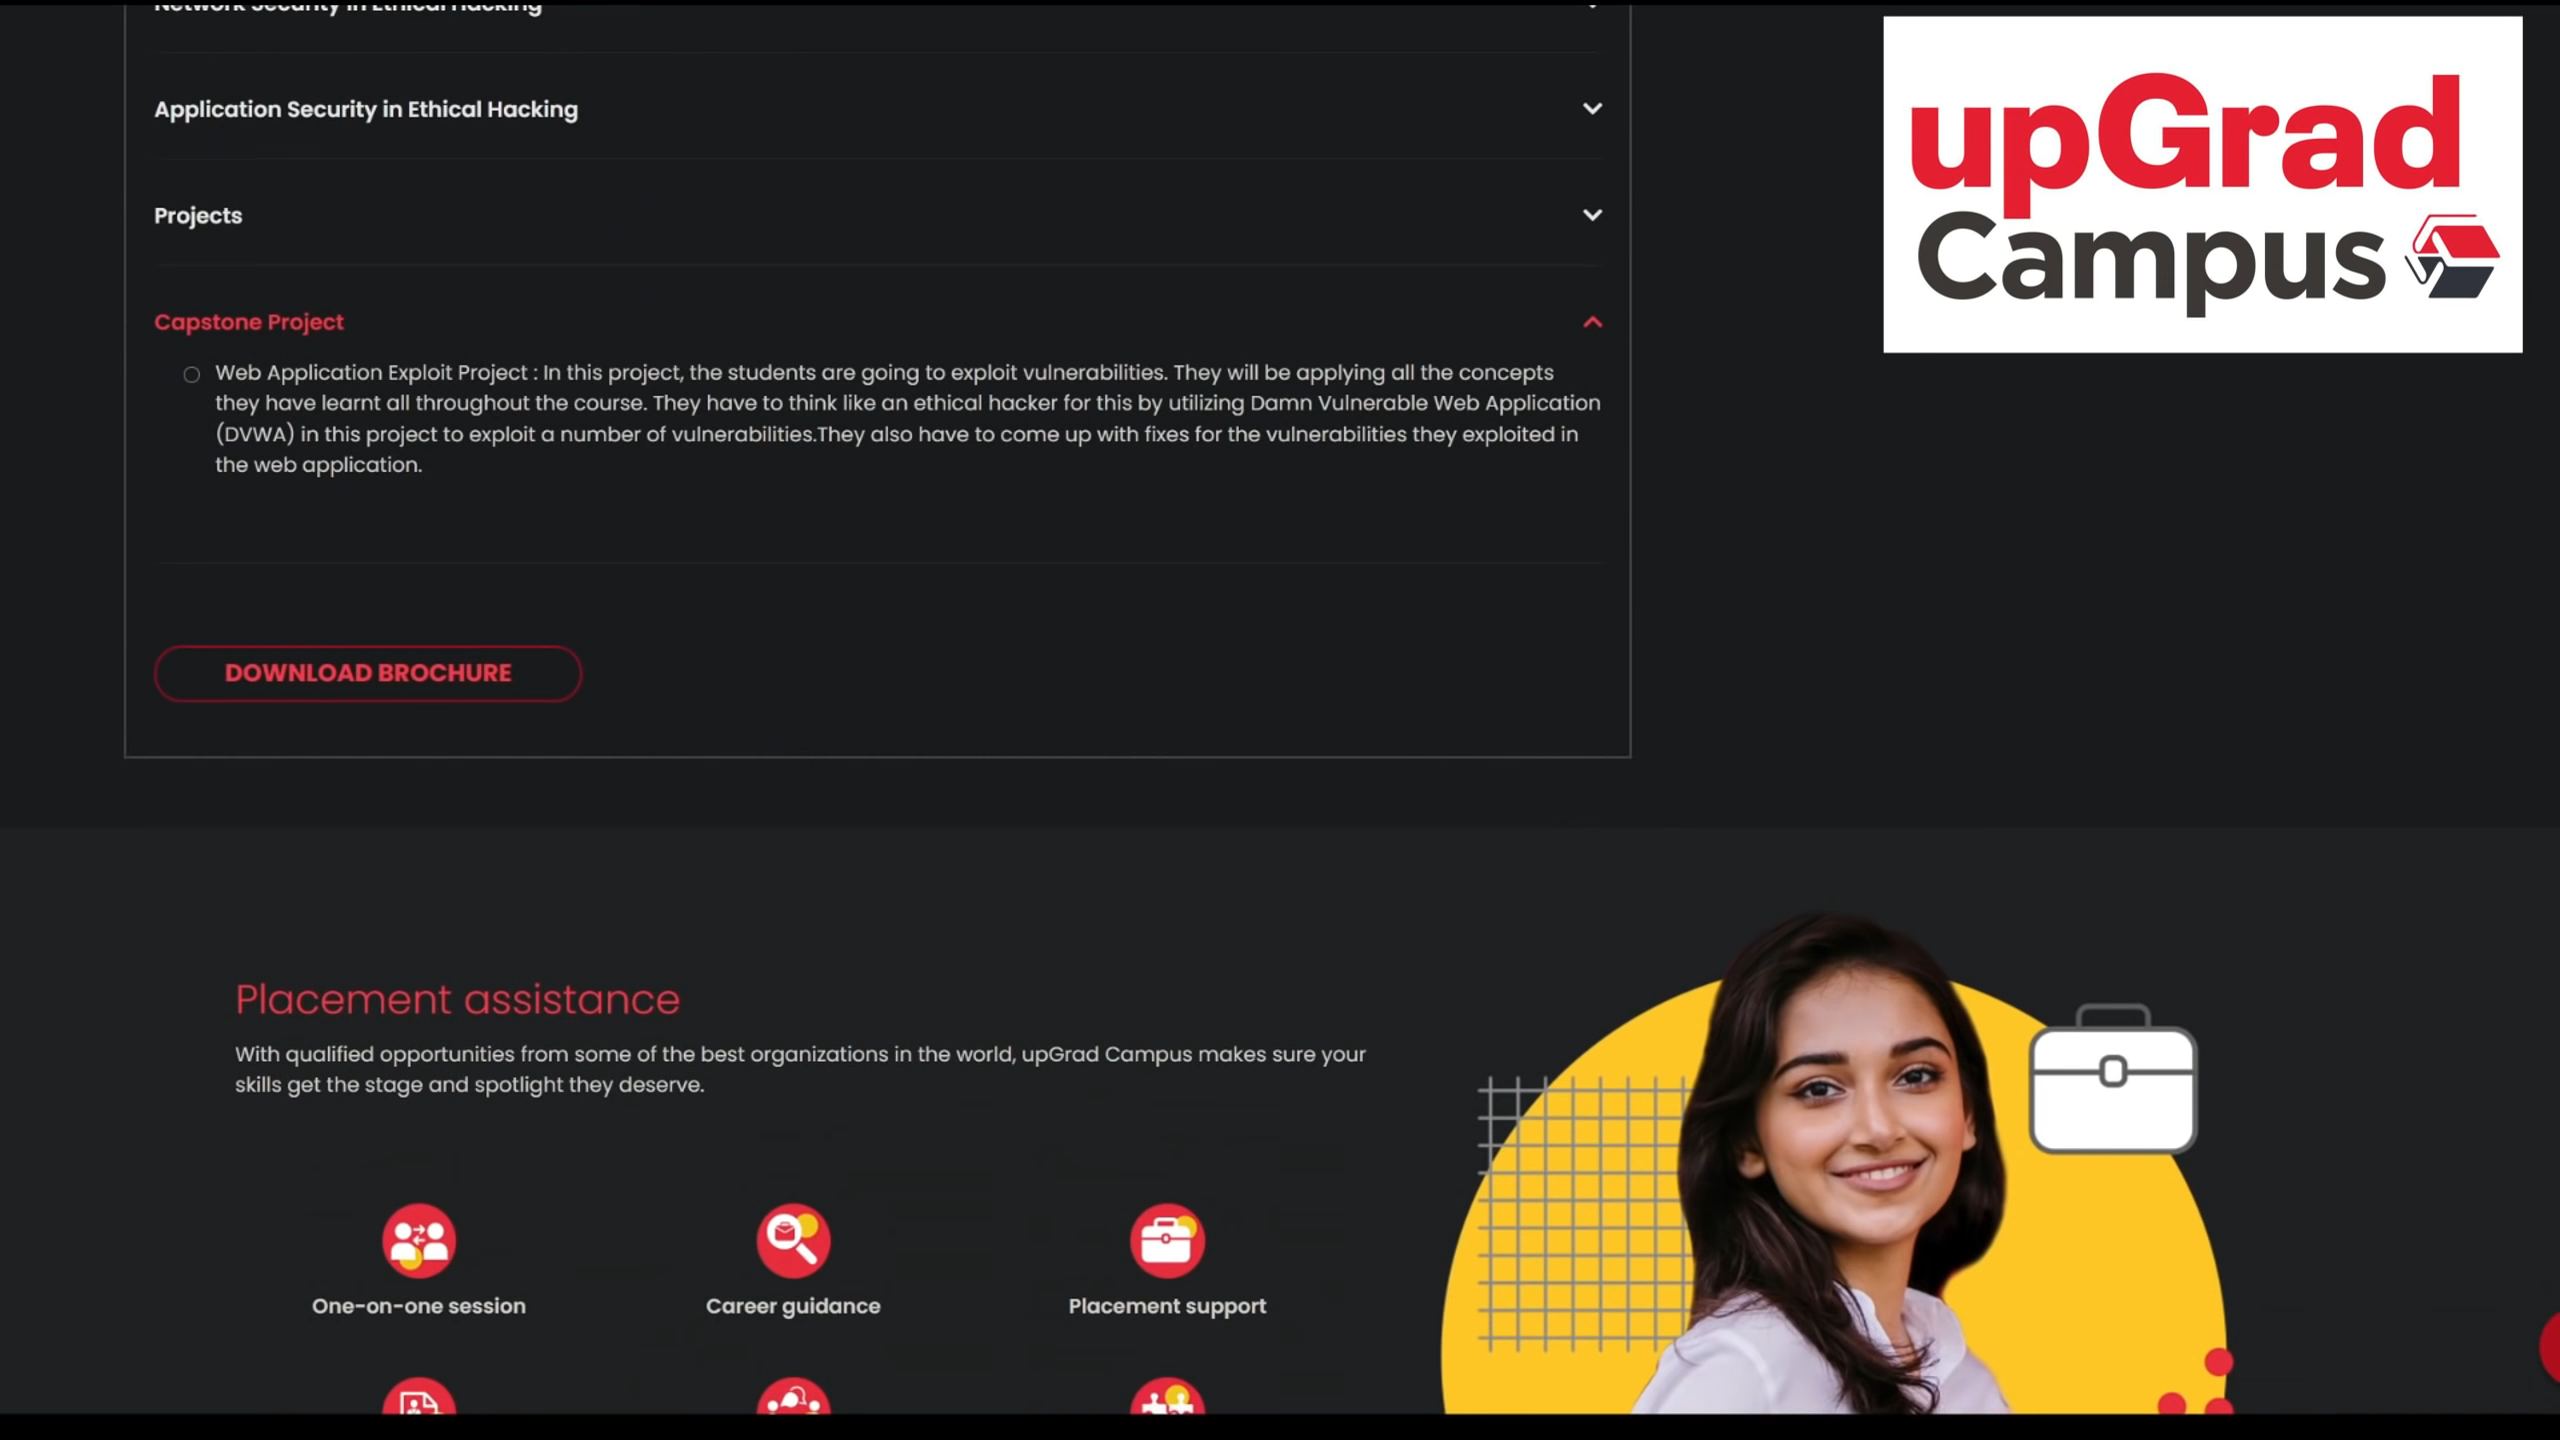 Network Security in Ethical Hacking
Application Security in Ethical Hacking
Projects
Capstone Project
Web Application Exploit Project : In this project, the students are going to exploit vulnerabilities. They will be applying all the concepts
they have learnt all throughout the course. They have to think like an ethical hacker for this by utilizing Damn Vulnerable Web Application
(DVWA) in this project to exploit a number of vulnerabilities.They also have to come up with fixes for the vulnerabilities they exploited in
the web application.
DOWNLOAD BROCHURE
upGrad
Campus
Placement assistance
With qualified opportunities from some of the best organizations in the world, upGrad Campus makes sure your
skills get the stage and spotlight they deserve.
One-on-one session
Career guidance
Placement support